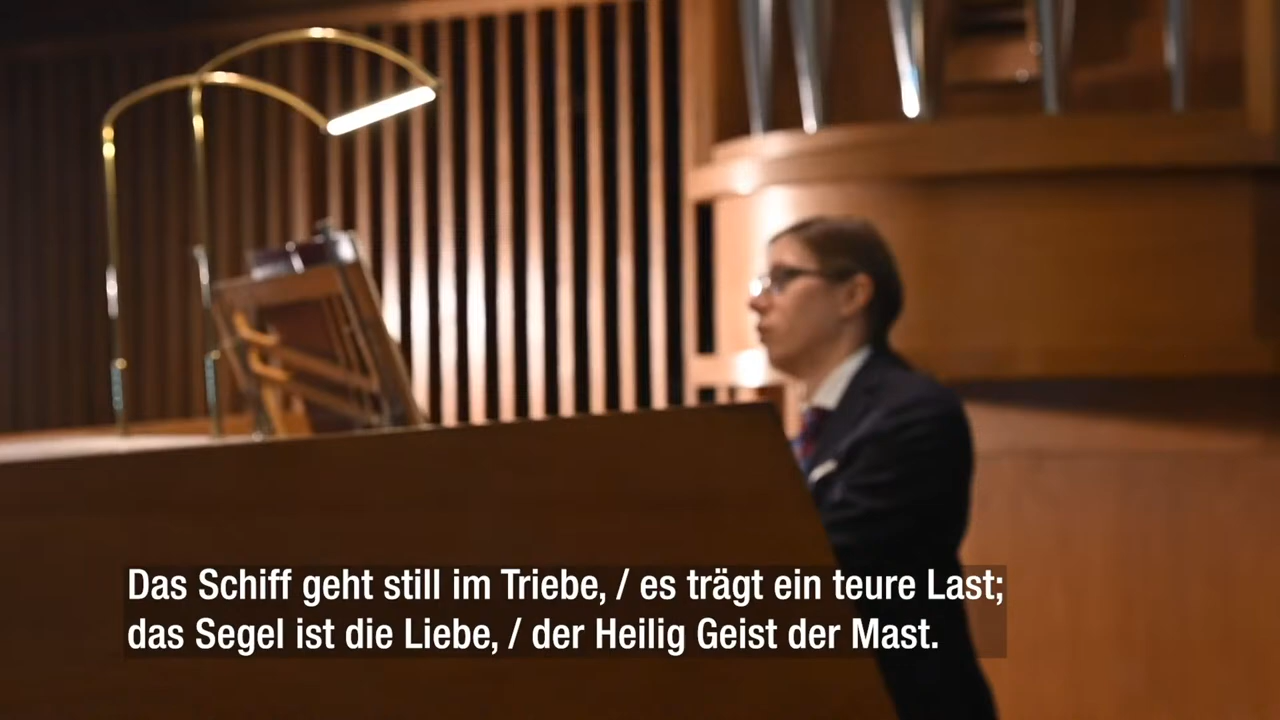 Das Schiff geht still im Triebe, / es trägt ein teure Last;
das Segel ist die Liebe, / der Heilig Geist der Mast.